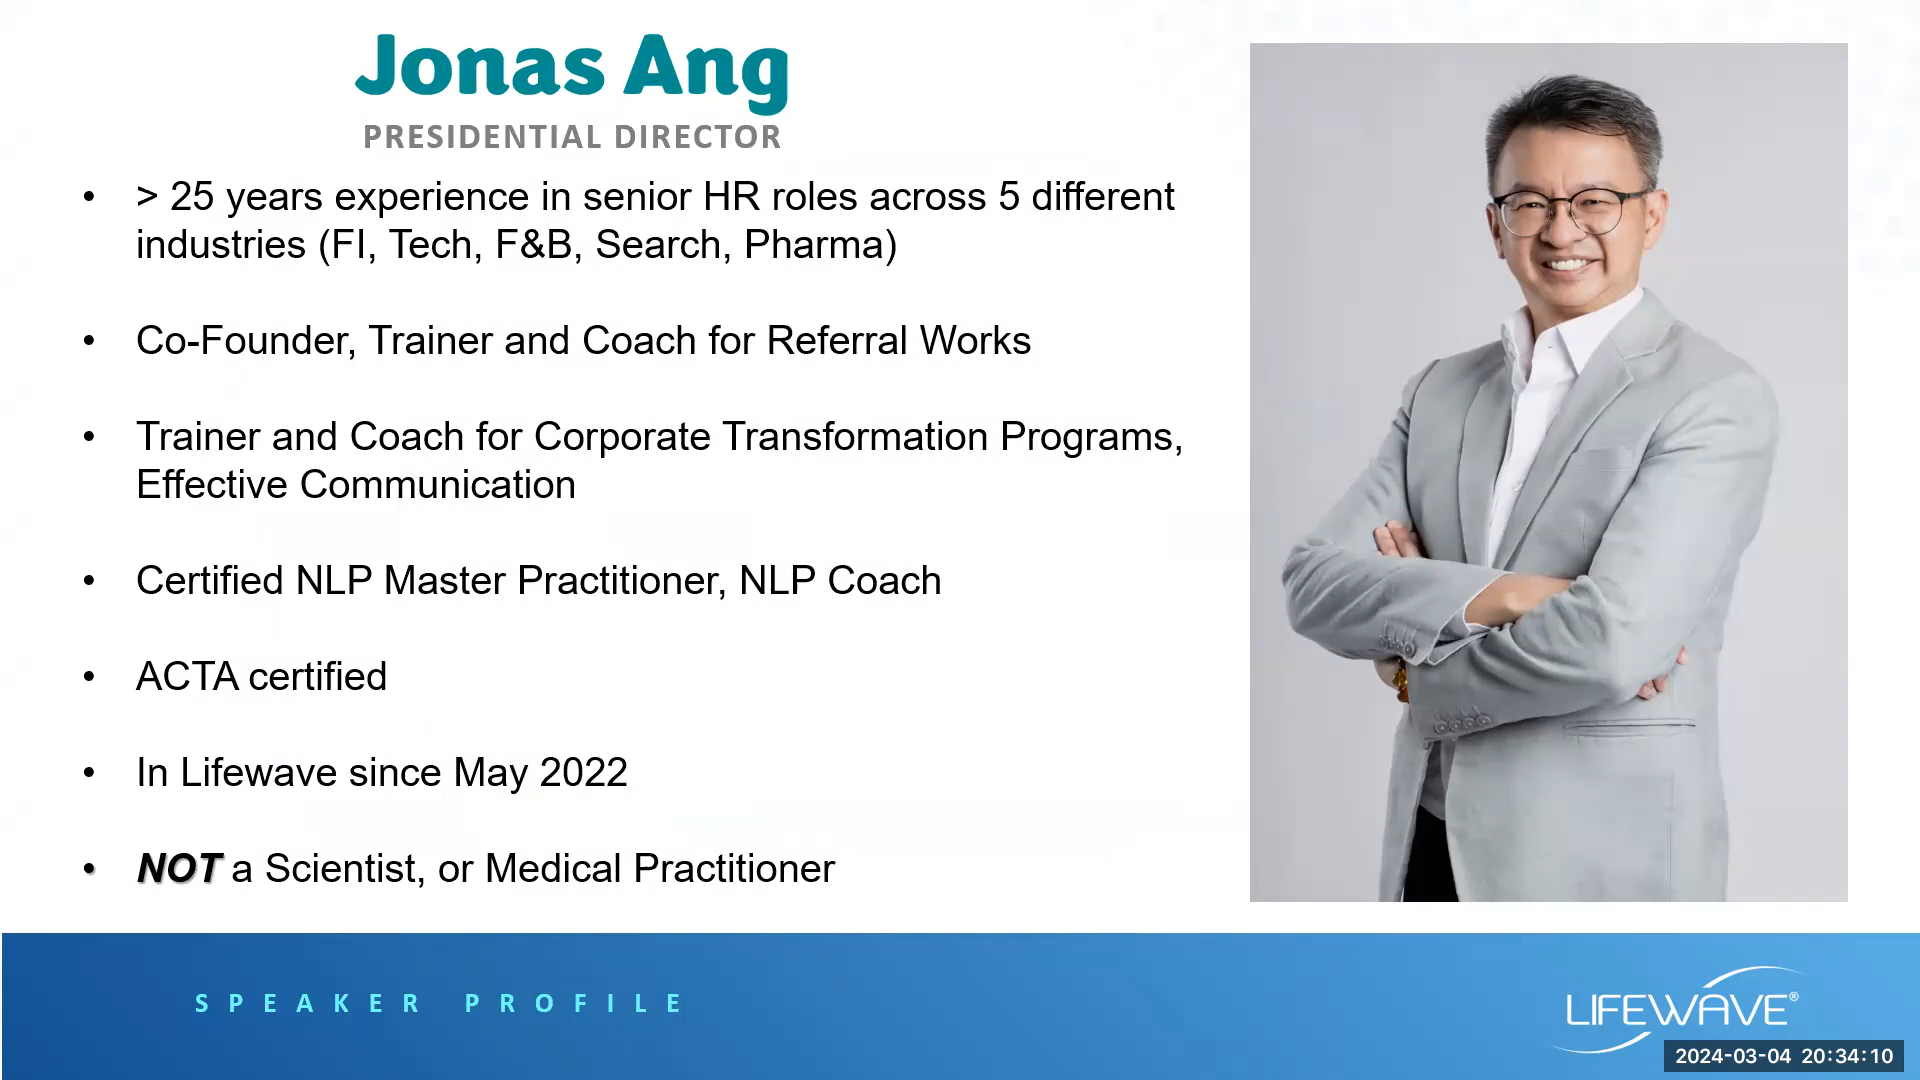 Jonas Ang
PRESIDENTIAL DIRECTOR
• > 25 years experience in senior HR roles across 5 different
industries (FI, Tech, F&B, Search, Pharma)
• Co-Founder, Trainer and Coach for Referral Works
• Trainer and Coach for Corporate Transformation Programs,
Effective Communication
• Certified NLP Master Practitioner, NLP Coach
• ACTA certified
• In Lifewave since May 2022
• NOT a Scientist, or Medical Practitioner
SPEAKER PROFILE
LIFEWAVE®
2024-03-04 20:34:10